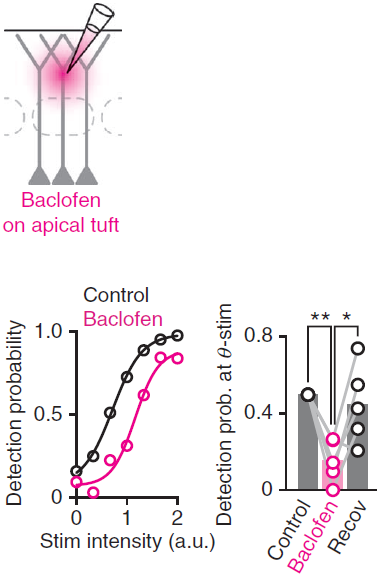 Baclofen
on apical tuft
Control
Baclofen
Detection probability
1.0
0.5
0
0
1
2
Stim intensity (a.u.)
Detection prob. at θ-stim
0.8
0.4
0
** *
Control
Baclofen
Recov